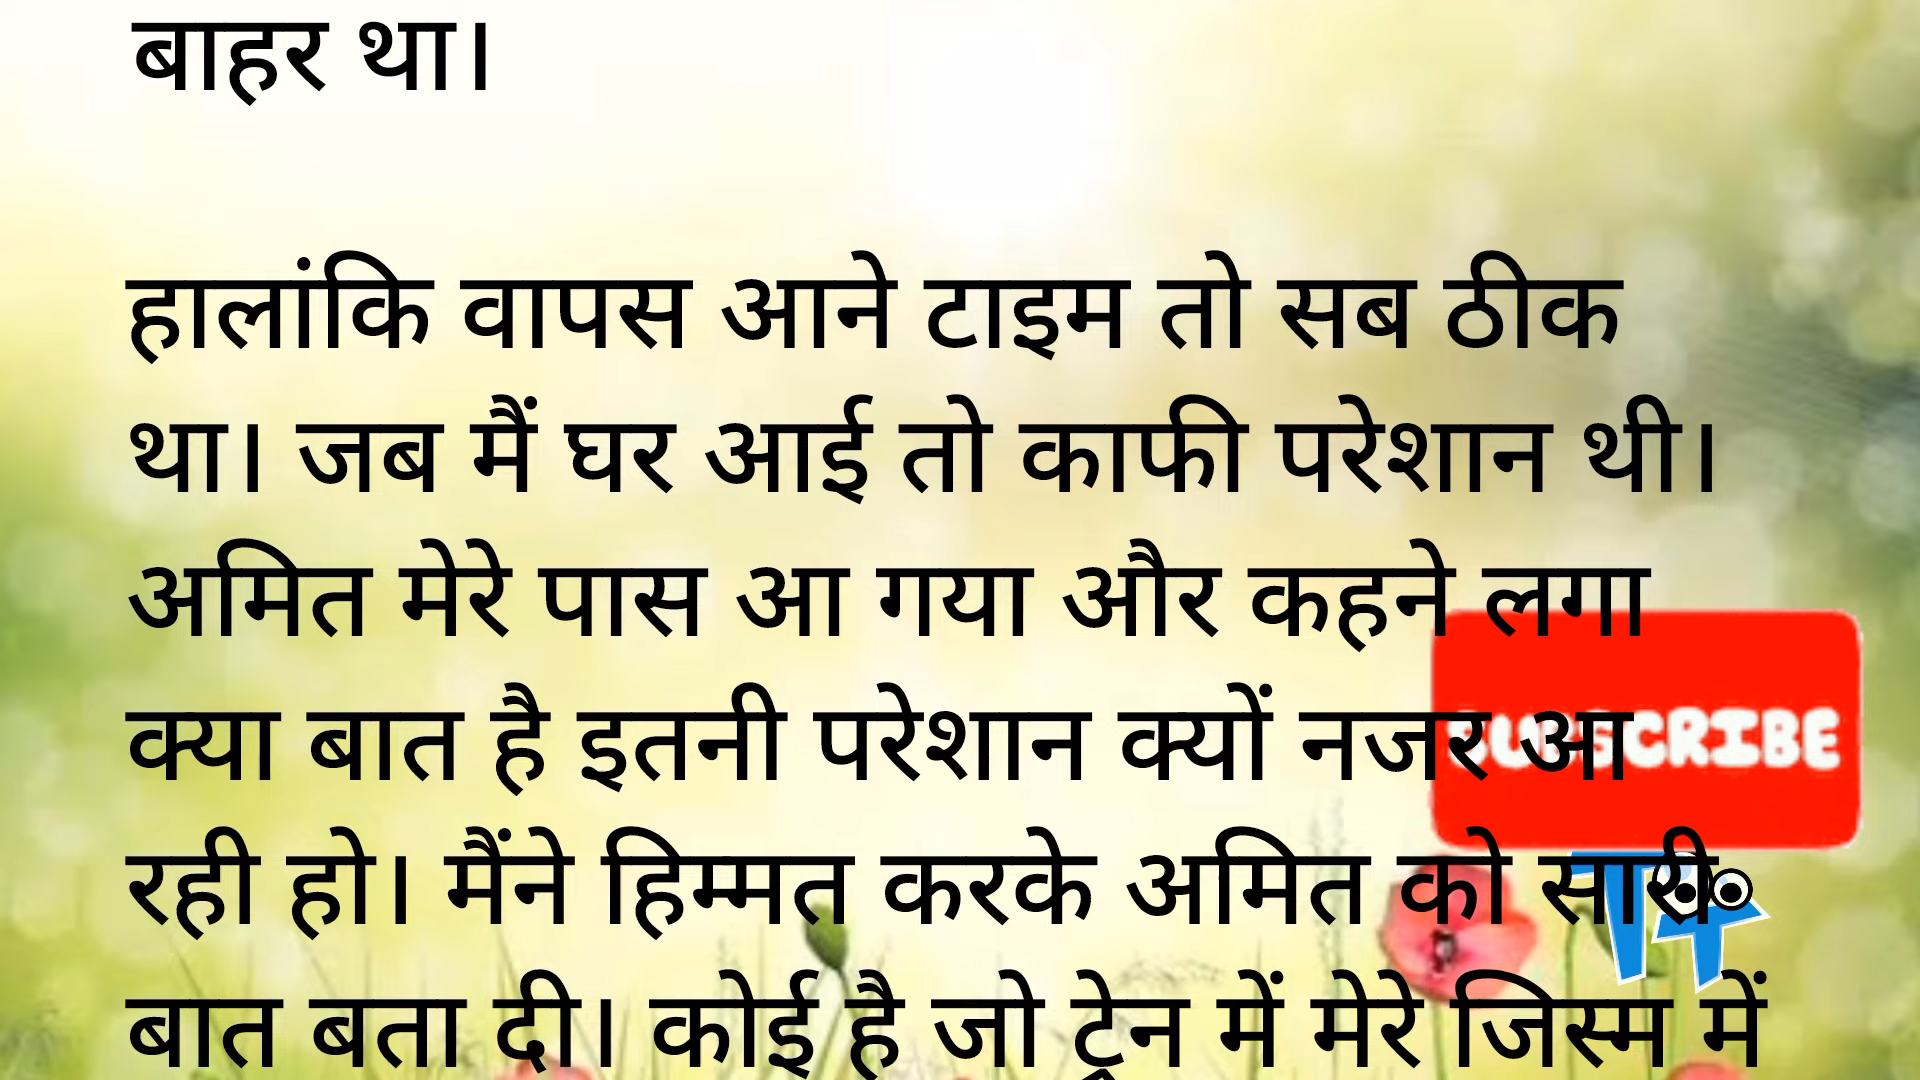 बाहर था।
हालांकि वापस आने टाइम तो सब ठीक
था। जब मैं घर आई तो काफी परेशान थी।
अमित मेरे पास आ गया और कहने लगा
क्या बात है इतनी परेशान क्यों नजर आ
रही हो। मैंने हिम्मत करके अमित को सारी
बात बता दी। कोई है जो ट्रेन में मेरे जिस्म में
SUBSCRIBE